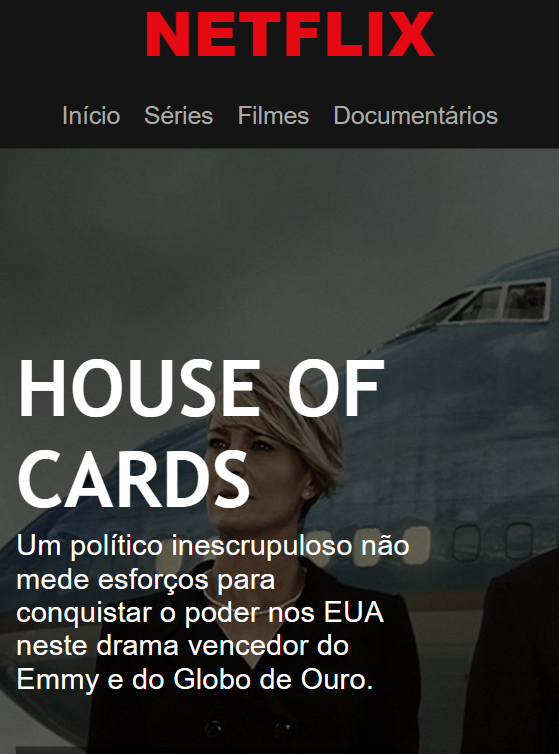 NETFLIX
Início Séries Filmes Documentários
HOUSE OF
CARDS
Um político inescrupuloso não
mede esforços para
conquistar o poder nos EUA
neste drama vencedor do
Emmy e do Globo de Ouro.